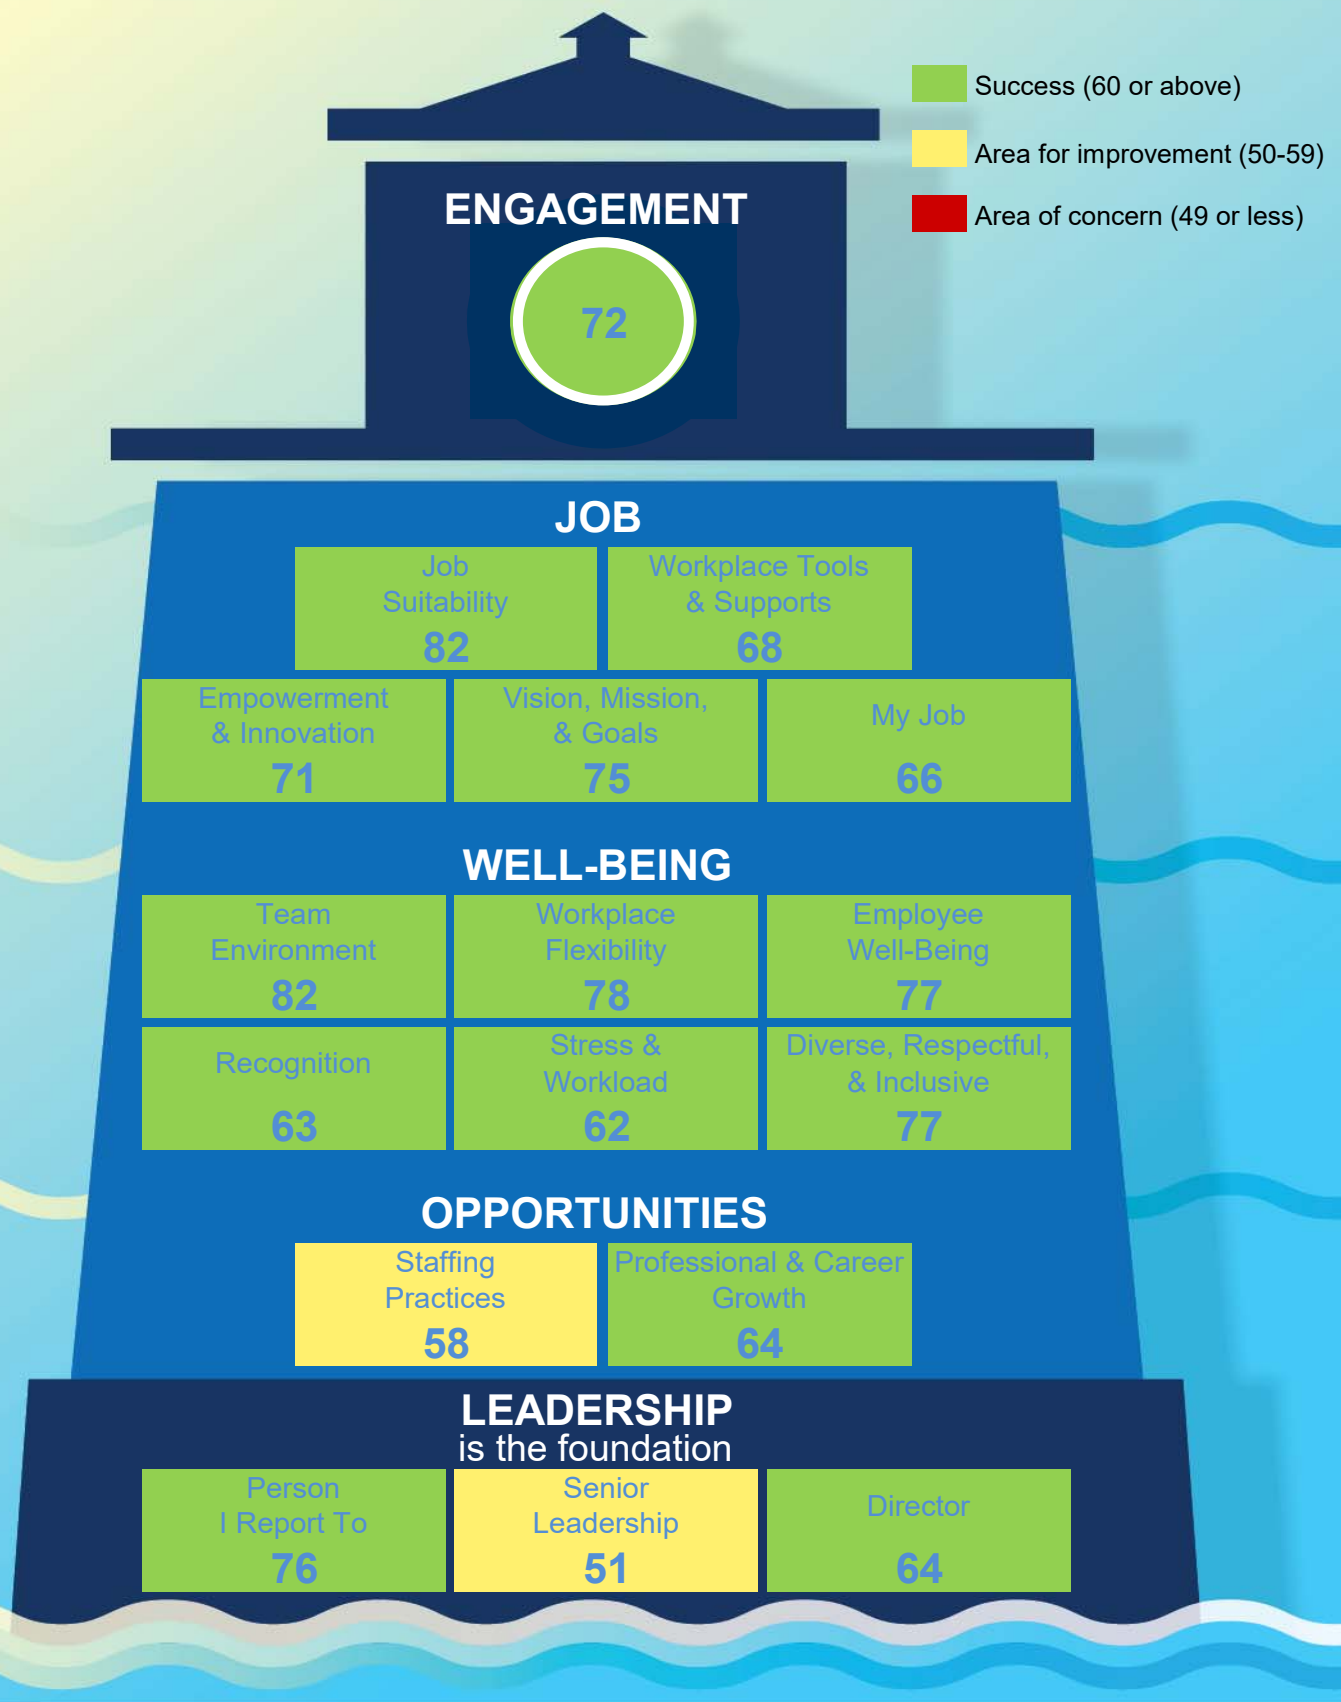 Success (60 or above)
Area for improvement (50-59)
Area of concern (49 or less)
ENGAGEMENT
72
JOB
Job
Suitability
82
Workplace Tools
& Supports
68
Empowerment
& Innovation
71
Vision, Mission,
& Goals
75
My Job
66
WELL-BEING
Team
Environment
82
Workplace
Flexibility
78
Employee
Well-Being
77
Recognition
63
Stress &
Workload
62
Diverse, Respectful,
& Inclusive
77
OPPORTUNITIES
Staffing
Practices
58
Professional & Career
Growth
64
LEADERSHIP
is the foundation
Person
I Report To
76
Senior
Leadership
51
Director
64